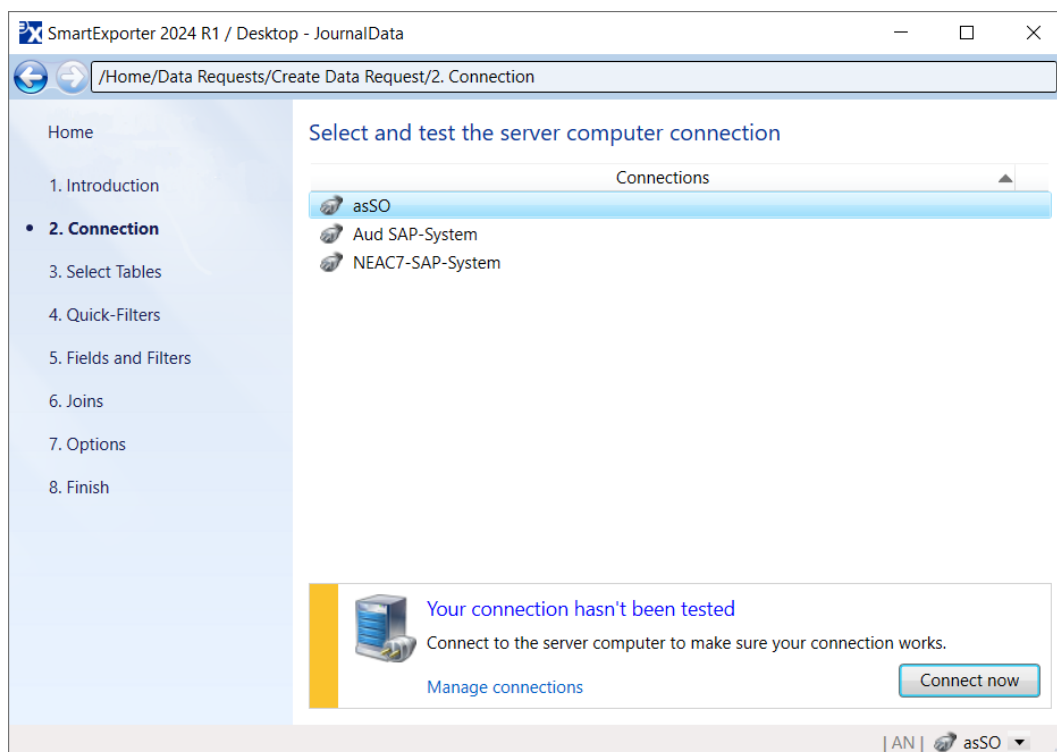 SmartExporter 2024 R1 / Desktop - JournalData
/Home/Data Requests/Create Data Request/2. Connection
Home
1. Introduction
• 2. Connection
3. Select Tables
4. Quick-Filters
5. Fields and Filters
6. Joins
7. Options
8. Finish
Select and test the server computer connection
Connections
asSO
Aud SAP-System
NEAC7-SAP-System
Your connection hasn't been tested
Connect to the server computer to make sure your connection works.
Manage connections
Connect now
| AN | asSO